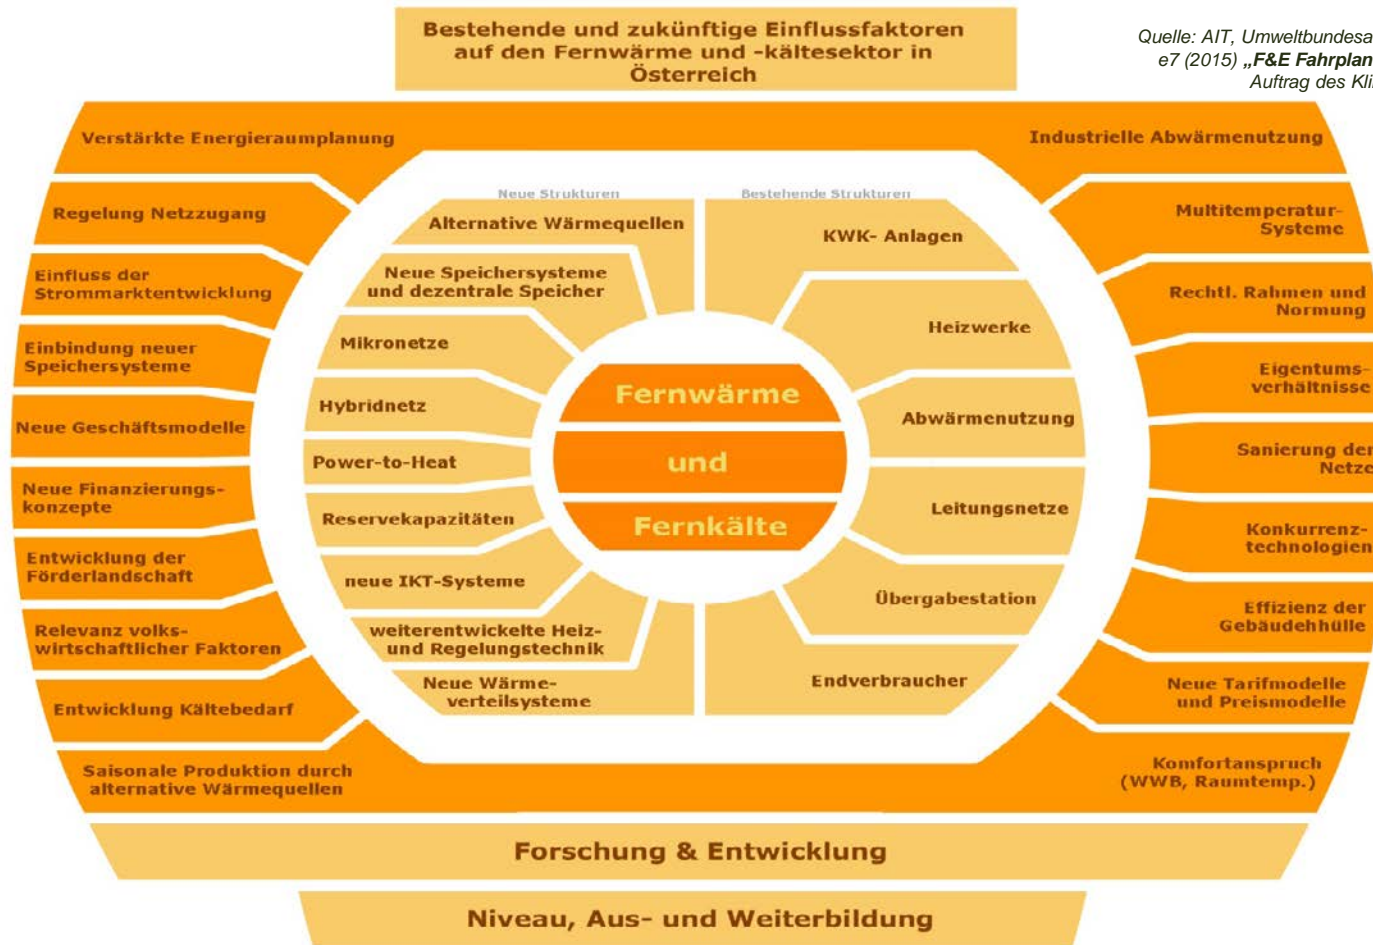 Bestehende und zukünftige Einflussfaktoren
auf den Fernwärme und -kältesektor in
Österreich
Quelle: AIT, Umweltbundesa
e7 (2015) „F&E Fahrplan
Auftrag des Kli
Verstärkte Energieraumplanung
Regelung Netzzugang
Einfluss der
Strommarktentwicklung
Einbindung neuer
Speichersysteme
Neue Geschäftsmodelle
Neue Finanzierungs-
konzepte
Entwicklung der
Förderlandschaft
Relevanz volks-
wirtschaftlicher Faktoren
Entwicklung Kältebedarf
Saisonale Produktion durch
alternative Wärmequellen
Neue Strukturen
Alternative Wärmequellen
Neue Speichersysteme
und dezentrale Speicher
Mikronetze
Hybridnetz
Power-to-Heat
Reservekapazitäten
neue IKT-Systeme
weiterentwickelte Heiz-
und Regelungstechnik
Neue Wärme-
verteilsysteme
Fernwärme
und
Fernkälte
Bestehende Strukturen
KWK- Anlagen
Heizwerke
Abwärmenutzung
Leitungsnetze
Übergabestation
Endverbraucher
Industrielle Abwärmenutzung
Multitemperatur-
Systeme
Rechtl. Rahmen und
Normung
Eigentums-
verhältnisse
Sanierung der
Netze
Konkurrenz-
technologien
Effizienz der
Gebäudehhülle
Neue Tarifmodelle
und Preismodelle
Komfortanspruch
(WWB, Raumtemp.)
Forschung & Entwicklung
Niveau, Aus- und Weiterbildung